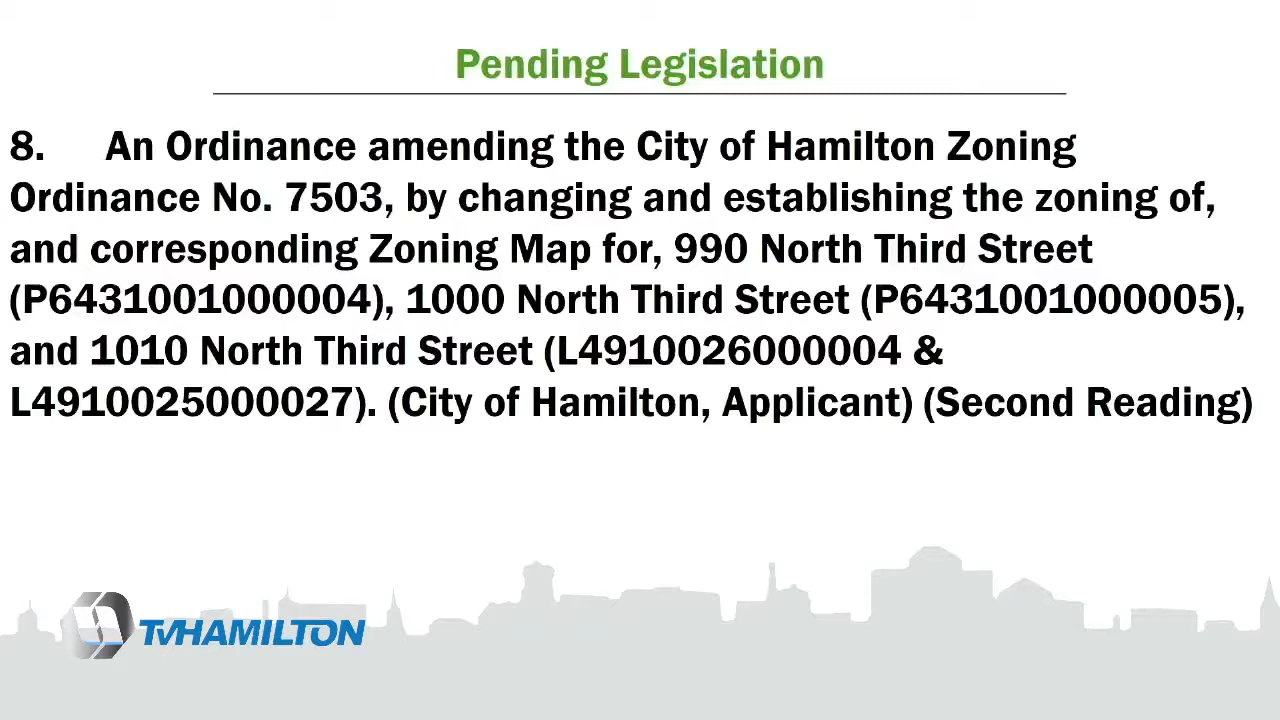 Pending Legislation
8. An Ordinance amending the City of Hamilton Zoning
Ordinance No. 7503, by changing and establishing the zoning of,
and corresponding Zoning Map for, 990 North Third Street
(P6431001000004), 1000 North Third Street (P6431001000005),
and 1010 North Third Street (L4910026000004 &
L4910025000027). (City of Hamilton, Applicant) (Second Reading)
TVHAMILTON